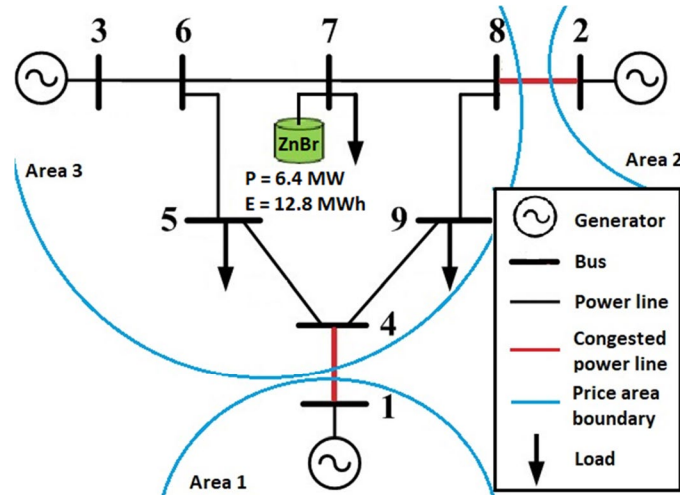 3
6
7
8
2
ZnBr
P = 6.4 MW
E = 12.8 MWh
Area 3
Area 2
5
9
4
1
Area 1
Generator
Bus
Power line
Congested
power line
Price area
boundary
Load